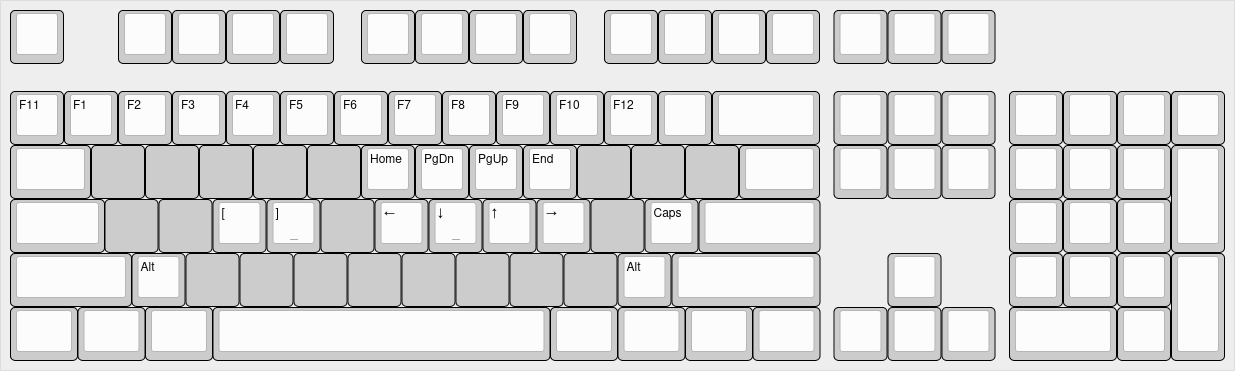 F11 F1 F2 F3 F4 F5 F6 F7 F8 F9 F10 F12
Home PgDn PgUp End
[ ] _ ← ↓ _ ↑ → Caps
Alt Alt